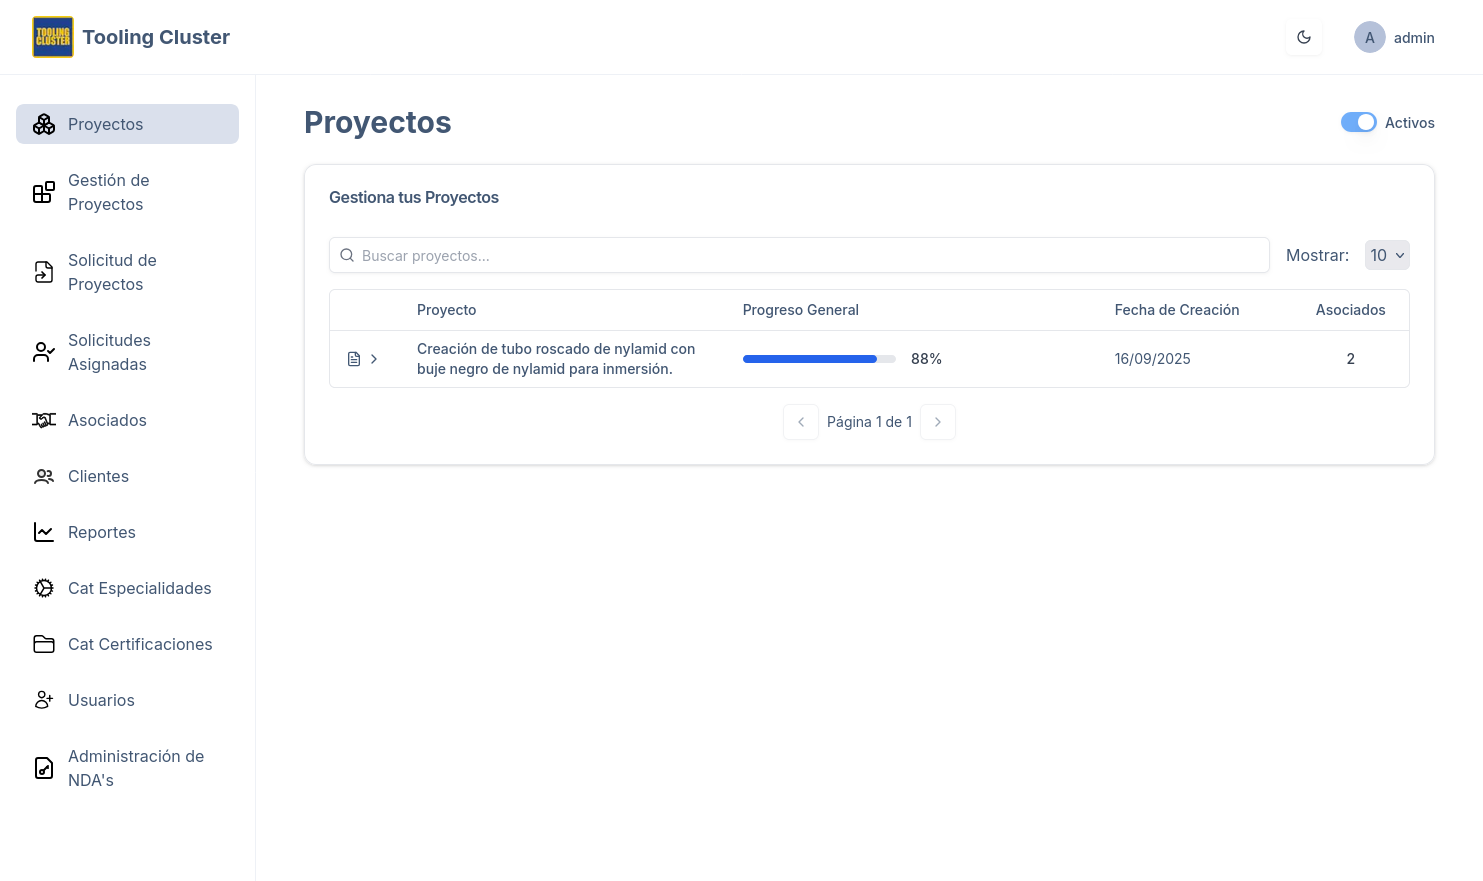 TOOLING
CLUSTER
Tooling Cluster
A
admin
Proyectos
Gestión de
Proyectos
Solicitud de
Proyectos
Solicitudes
Asignadas
Asociados
Clientes
Reportes
Cat Especialidades
Cat Certificaciones
Usuarios
Administración de
NDA's
Proyectos
Activos
Gestiona tus Proyectos
Buscar proyectos...
Mostrar:
10
Proyecto
Progreso General
Fecha de Creación
Asociados
Creación de tubo roscado de nylamid con
buje negro de nylamid para inmersión.
88%
16/09/2025
2
Página 1 de 1